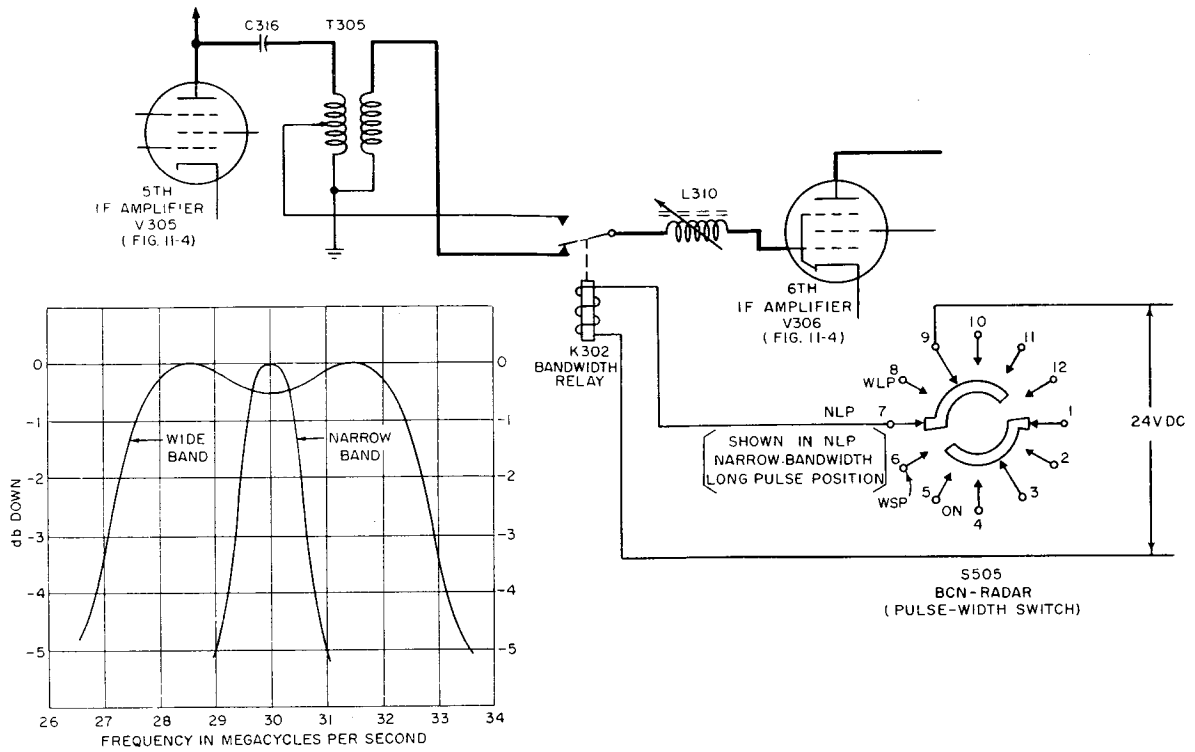 C316
T305
5TH
IF AMPLIFIER
V305
(FIG. 11-4)
L310
6TH
IF AMPLIFIER
V306
(FIG. 11-4)
K302
BANDWIDTH
RELAY
9
10
11
8
WLP
12
NLP
7
1
24V DC
SHOWN IN NLP
NARROW-BANDWIDTH
LONG PULSE POSITION
6
WSP
5
ON
4
3
2
S505
BCN-RADAR
(PULSE-WIDTH SWITCH)
db DOWN
0
-1
-2
-3
-4
-5
0
-1
-2
-3
-4
-5
WIDE
BAND
NARROW
BAND
26 27 28 29 30 31 32 33 34
FREQUENCY IN MEGACYCLES PER SECOND